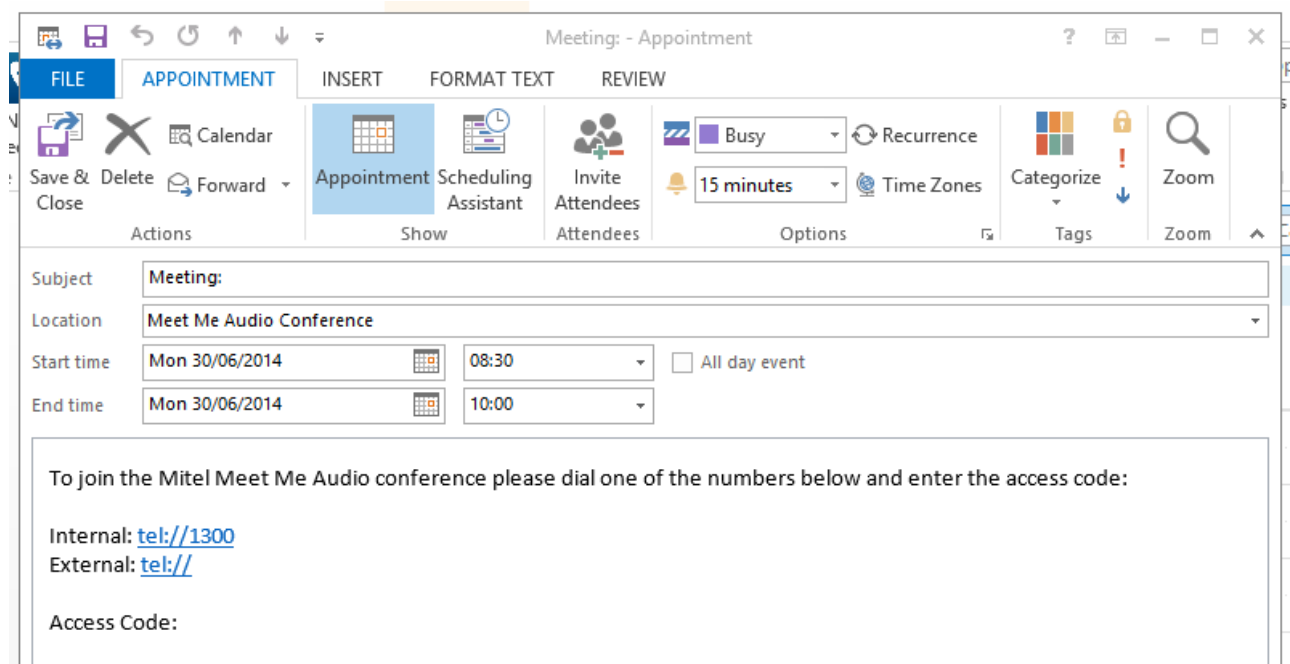 Meeting: - Appointment
FILE APPOINTMENT INSERT FORMAT TEXT REVIEW
Save & Close Delete Calendar Forward
Appointment Scheduling Assistant
Invite Attendees
Busy Recurrence
15 minutes Time Zones
Categorize
Zoom
Actions Show Attendees Options Tags Zoom
Subject Meeting:
Location Meet Me Audio Conference
Start time Mon 30/06/2014 08:30 All day event
End time Mon 30/06/2014 10:00
To join the Mitel Meet Me Audio conference please dial one of the numbers below and enter the access code:
Internal: tel://1300
External: tel://
Access Code: